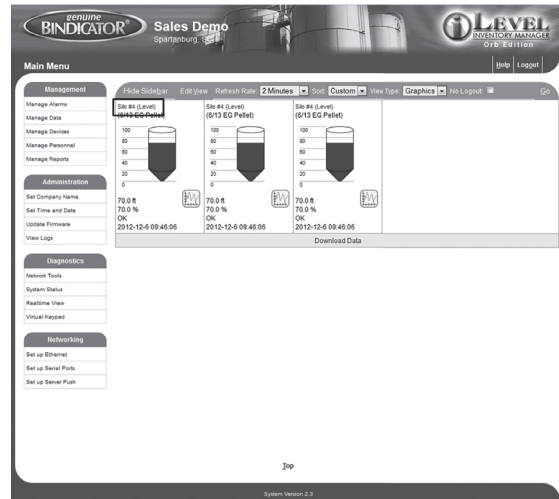 genuine
BINDICATOR®
Sales Demo
Spartanburg,
iLEVEL
INVENTORY MANAGER
Orb Edition
Main Menu
Help
Logout
Management
Manage Alarms
Manage Data
Manage Devices
Manage Personnel
Manage Reports
Administration
Set Company Name
Set Time and Date
Update Firmware
View Logs
Diagnostics
Network Tools
System Status
Realtime View
Virtual Keypad
Networking
Set up Ethernet
Set up Serial Ports
Set up Server Push
Hide Sidebar Edit View Refresh Rate: 2 Minutes Sort: Custom View Type: Graphics No Logout: Go
Silo #4 (Level)
(6/13 EG Pellet)
100
80
60
40
20
0
70.0 ft
70.0 %
OK
2012-12-6 09:46:06
Silo #4 (Level)
(6/13 EG Pellet)
100
80
60
40
20
0
70.0 ft
70.0 %
OK
2012-12-6 09:46:06
Silo #4 (Level)
(6/13 EG Pellet)
100
80
60
40
20
0
70.0 ft
70.0 %
OK
2012-12-6 09:46:06
Download Data
Top
System Version 2.3